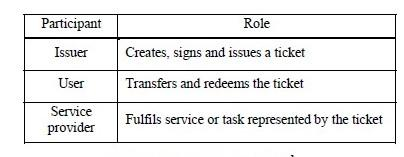 Participant Role
Issuer Creates, signs and issues a ticket
User Transfers and redeems the ticket
Service
provider Fulfils service or task represented by the ticket